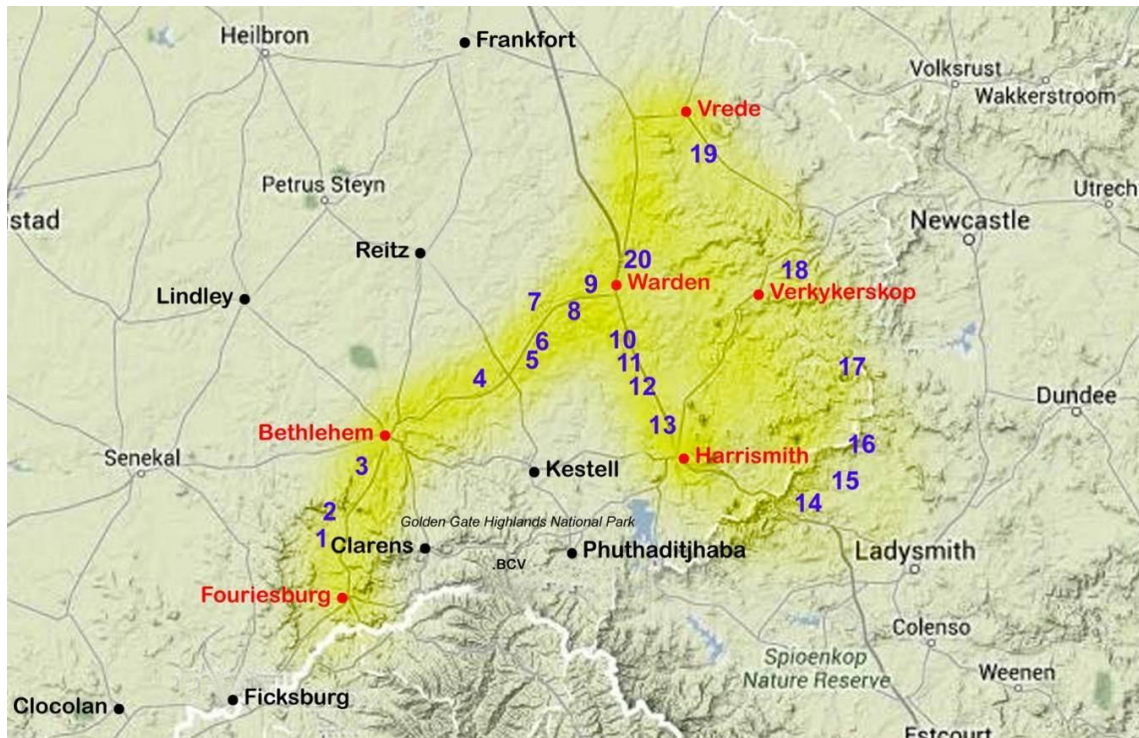 Heilbron
Frankfort
Volksrust
Wakkerstroom
Vrede
19
Petrus Steyn
Utrech
stad
Newcastle
Reitz
20
18
9
Warden
Verkykerskop
Lindley
7
8
10
6
5
11
17
4
12
Dundee
13
Bethlehem
16
Harrismith
Senekal
3
Kestell
15
14
2
Golden Gate Highlands National Park
1
Clarens
Phuthaditjhaba
Ladysmith
.BCV
Fouriesburg
Colenso
Spioenkop
Nature Reserve
Weenen
Ficksburg
Clocolan
Estcourt